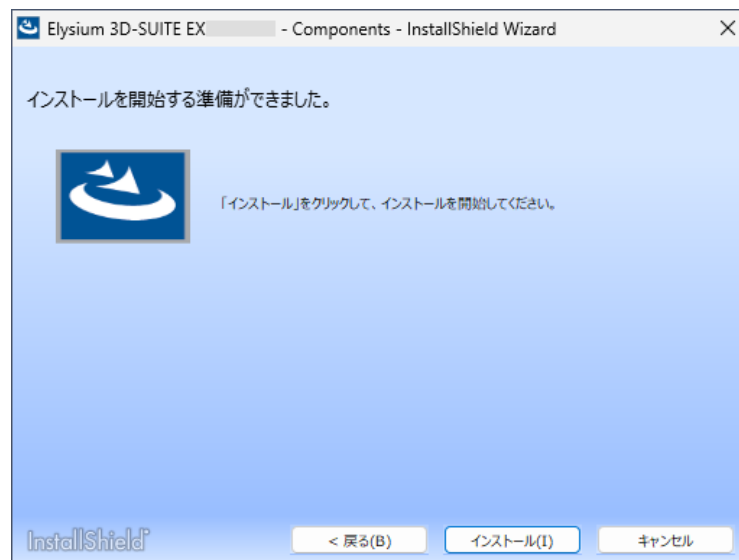 Elysium 3D-SUITE EX - Components - InstallShield Wizard
インストールを開始する準備ができました。
「インストール」をクリックして、インストールを開始してください。
InstallShield
< 戻る(B)
インストール(I)
キャンセル